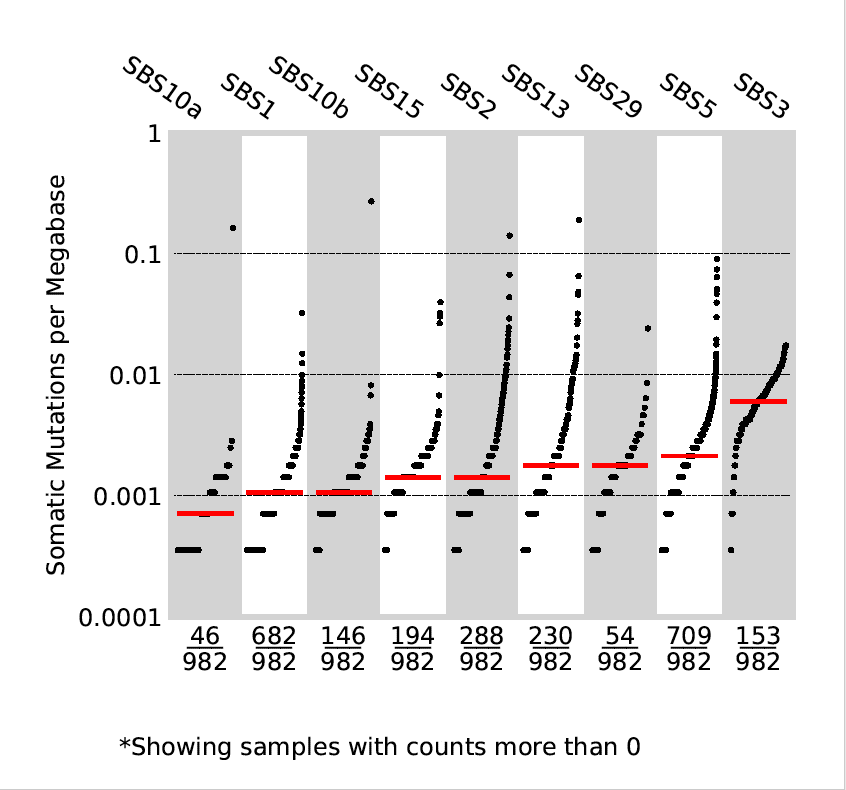 SBS10a SBS1 SBS10b SBS15 SBS2 SBS13 SBS29 SBS5 SBS3
Somatic Mutations per Megabase
1
0.1
0.01
0.001
0.0001
46 682 146 194 288 230 54 709 153
982 982 982 982 982 982 982 982 982
*Showing samples with counts more than 0